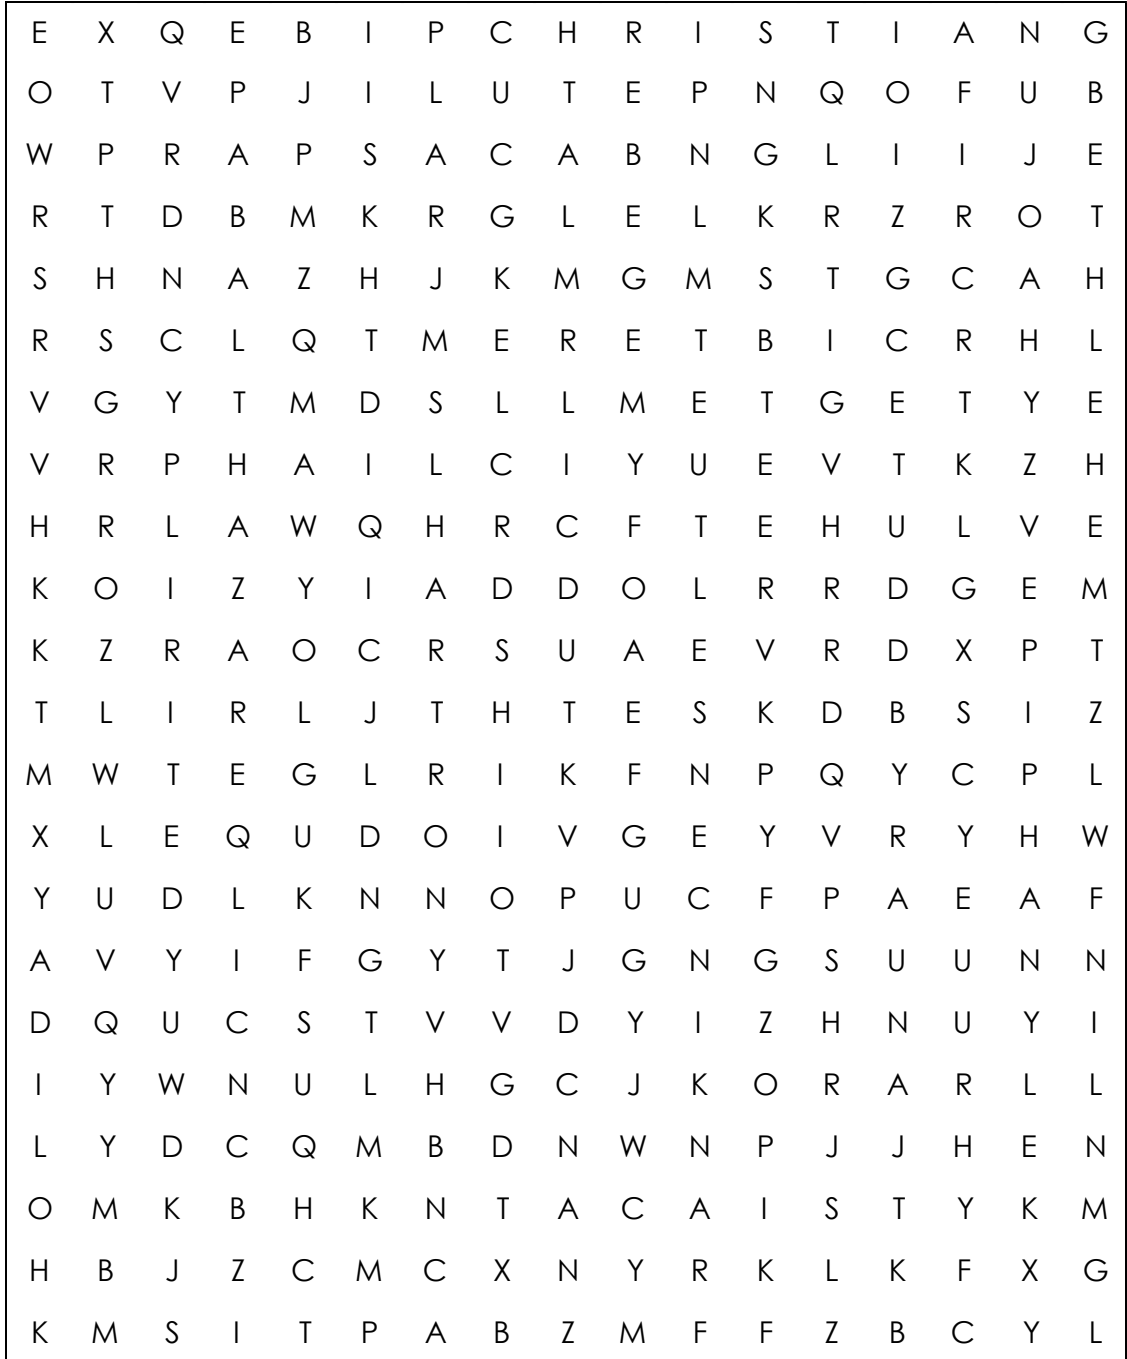 E X Q E B I P C H R I S T I A N G
O T V P J I L U T E P N Q O F U B
W P R A P S A C A B N G L I I J E
R T D B M K R G L E L K R Z R O T
S H N A Z H J K M G M S T G C A H
R S C L Q T M E R E T B I C R H L
V G Y T M D S L L M E T G E T Y E
V R P H A I L C I Y U E V T K Z H
H R L A W Q H R C F T E H U L V E
K O I Z Y I A D D O L R R D G E M
K Z R A O C R S U A E V R D X P T
T L I R L J T H T E S K D B S I Z
M W T E G L R I K F N P Q Y C P L
X L E Q U D O I V G E Y V R Y H W
Y U D L K N N O P U C F P A E A F
A V Y I F G Y T J G N G S U U N N
D Q U C S T V V D Y I Z H N U Y I
I Y W N U L H G C J K O R A R L L
L Y D C Q M B D N W N P J J H E N
O M K B H K N T A C A I S T Y K M
H B J Z C M C X N Y R K L K F X G
K M S I T P A B Z M F F Z B C Y L